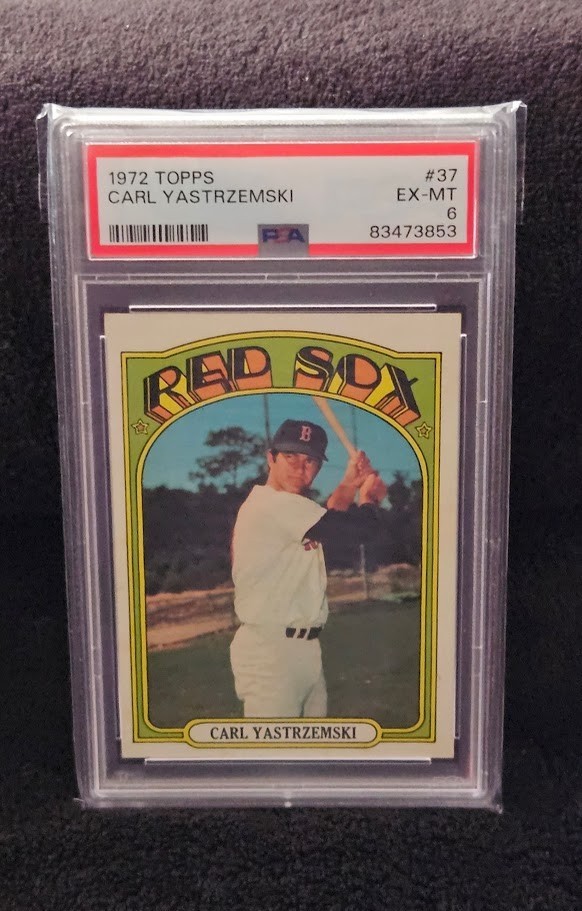 1972 TOPPS #37
CARL YASTRZEMSKI EX-MT
6
PSA 83473853
RED SOX
B
CARL YASTRZEMSKI